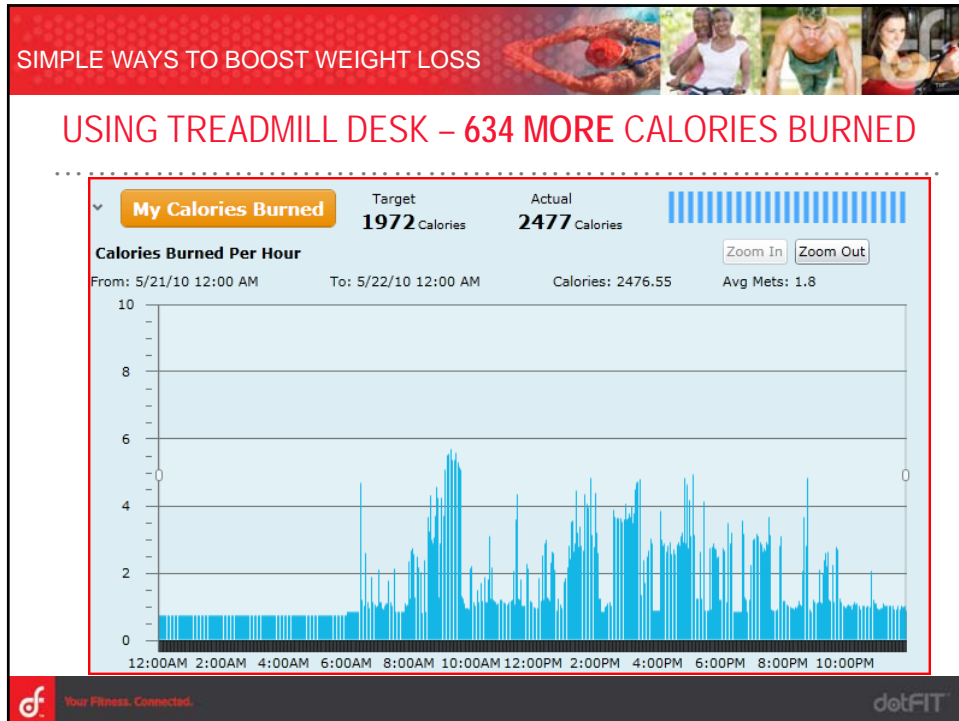 SIMPLE WAYS TO BOOST WEIGHT LOSS
USING TREADMILL DESK – 634 MORE CALORIES BURNED
My Calories Burned
Target
1972 Calories
Actual
2477 Calories
Calories Burned Per Hour
Zoom In
Zoom Out
From: 5/21/10 12:00 AM
To: 5/22/10 12:00 AM
Calories: 2476.55
Avg Mets: 1.8
10
8
6
4
2
0
12:00AM 2:00AM 4:00AM 6:00AM 8:00AM 10:00AM 12:00PM 2:00PM 4:00PM 6:00PM 8:00PM 10:00PM
df
Your Fitness. Connected.
dotFIT